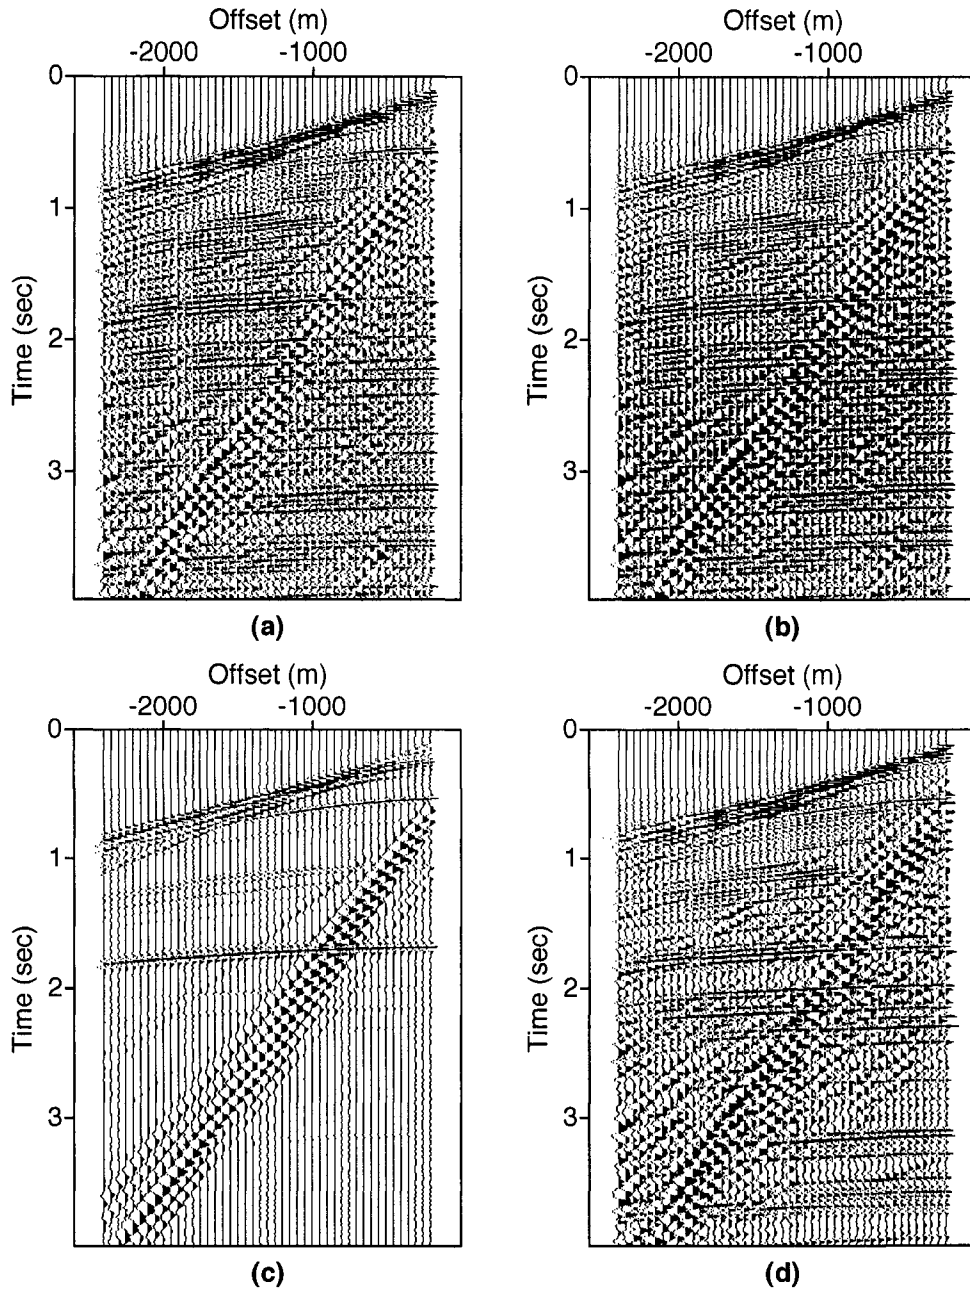 Offset (m)
-2000 -1000
0
1
2
3
Time (sec)
(a)
Offset (m)
-2000 -1000
0
1
2
3
Time (sec)
(b)
Offset (m)
-2000 -1000
0
1
2
3
Time (sec)
(c)
Offset (m)
-2000 -1000
0
1
2
3
Time (sec)
(d)